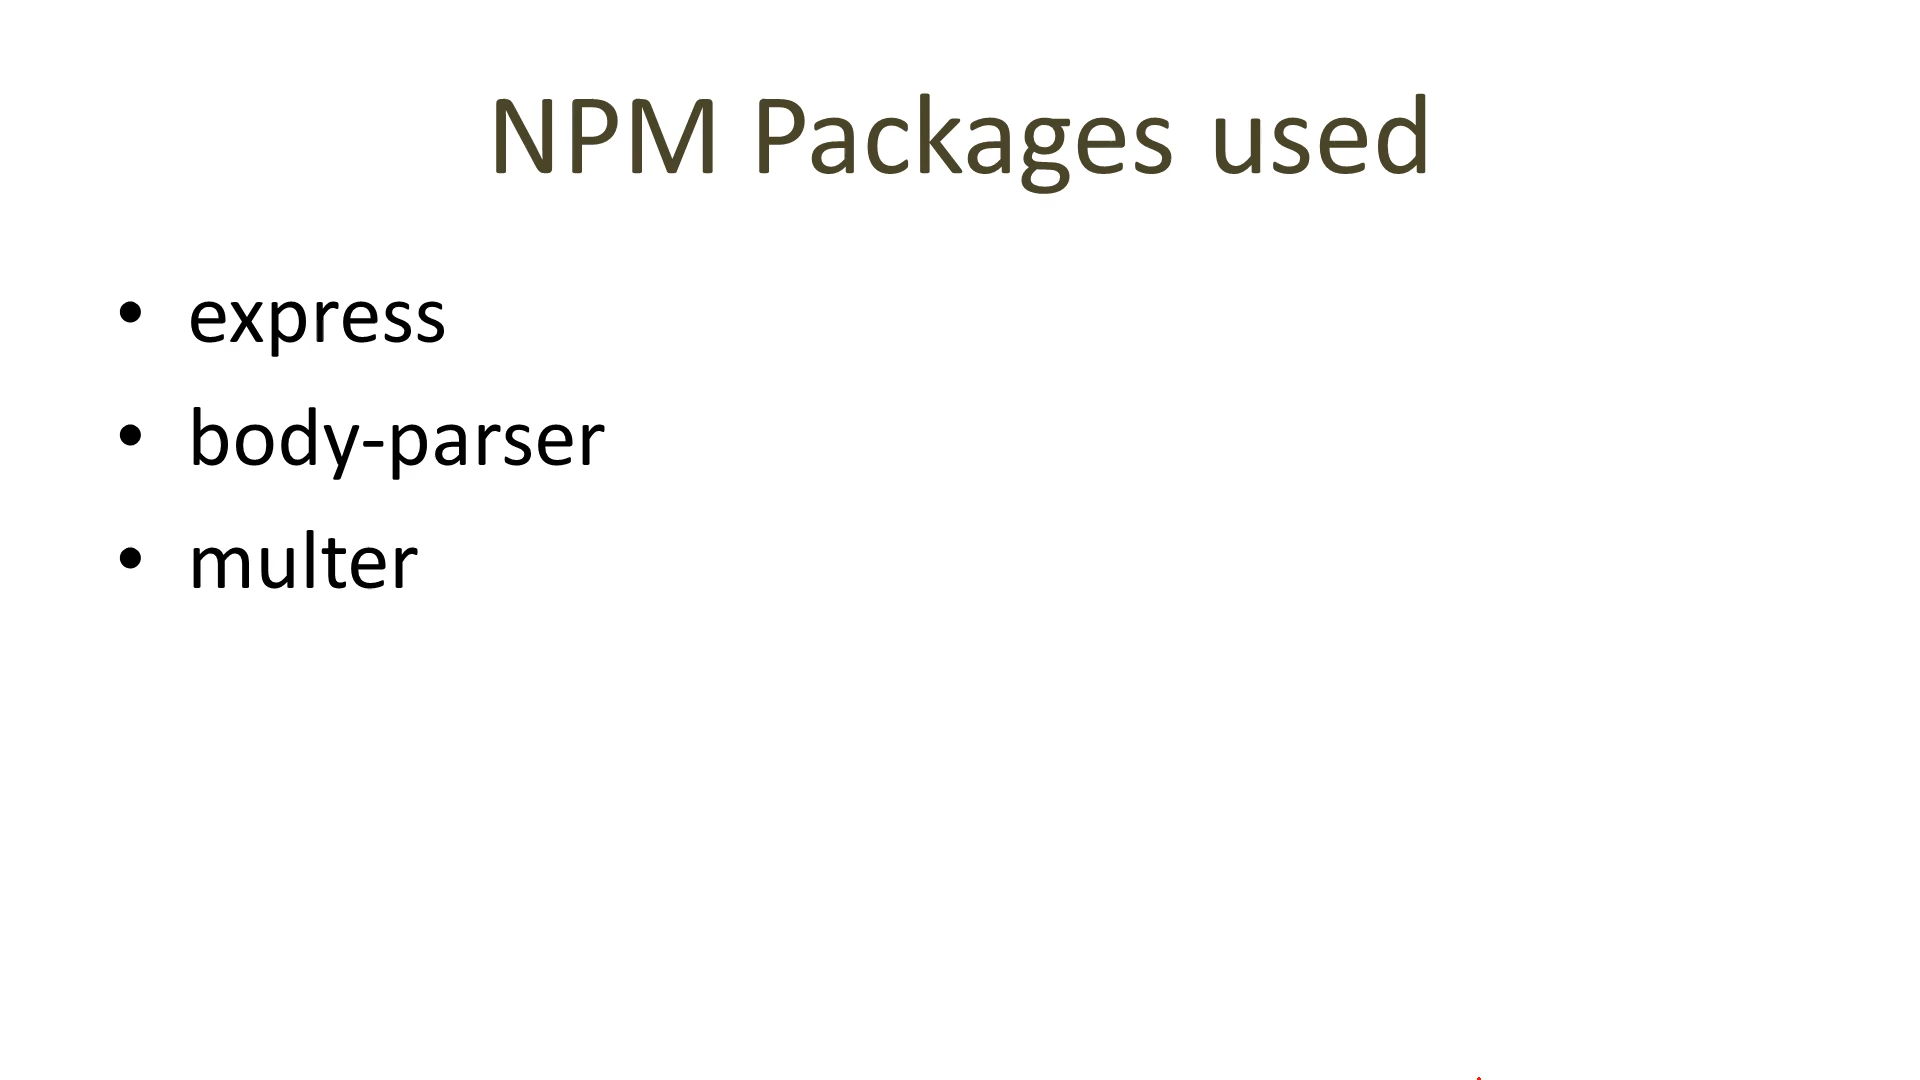 NPM Packages used
• express
• body-parser
• multer